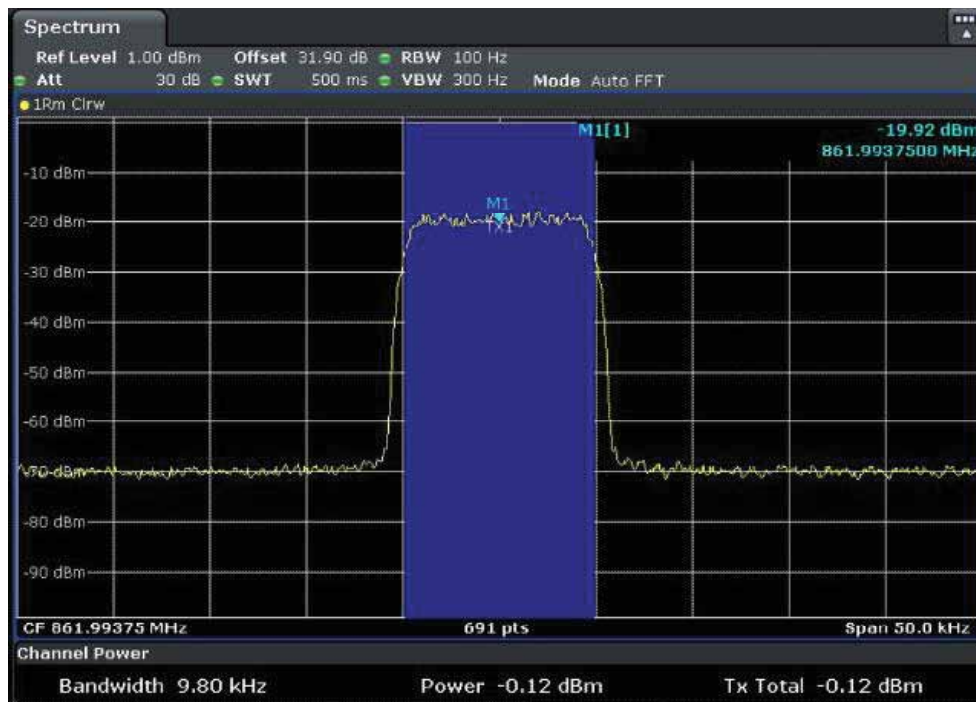 Spectrum
Ref Level 1.00 dBm Offset 31.90 dB RBW 100 Hz
Att 30 dB SWT 500 ms VBW 300 Hz Mode Auto FFT
1Rm Clrw
M1[1] -19.92 dBm
861.9937500 MHz
-10 dBm
M1
-20 dBm
TX1
-30 dBm
-40 dBm
-50 dBm
-60 dBm
-70 dBm
-80 dBm
-90 dBm
CF 861.99375 MHz 691 pts Span 50.0 kHz
Channel Power
Bandwidth 9.80 kHz Power -0.12 dBm Tx Total -0.12 dBm